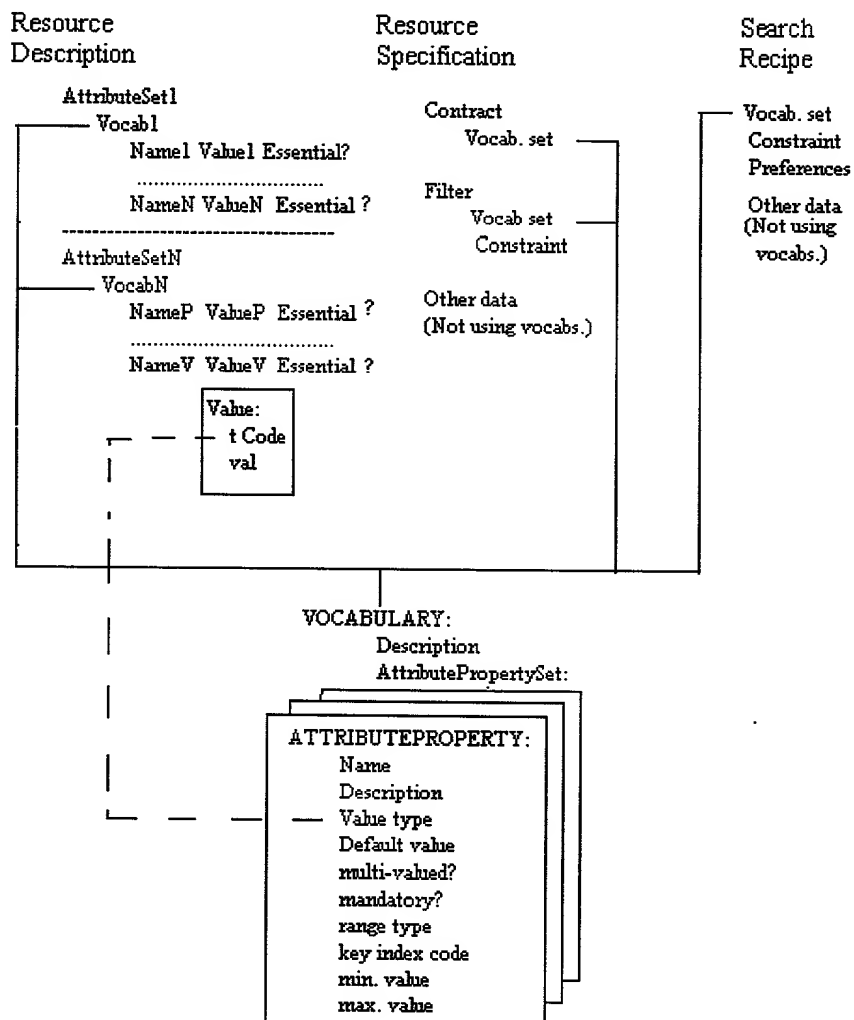 Resource
Description
AttributeSet1
Vocab1
Name1 Value1 Essential?
NameN ValueN Essential ?
AttributeSetN
VocabN
NameP ValueP Essential ?
NameV ValueV Essential ?
Value:
t Code
val
Resource
Specification
Contract
Vocab. set
Filter
Vocab set
Constraint
Other data
(Not using vocabs.)
Search
Recipe
Vocab. set
Constraint
Preferences
Other data
(Not using
vocabs.)
VOCABULARY:
Description
AttributePropertySet:
ATTRIBUTEPROPERTY:
Name
Description
Value type
Default value
multi-valued?
mandatory?
range type
key index code
min. value
max. value